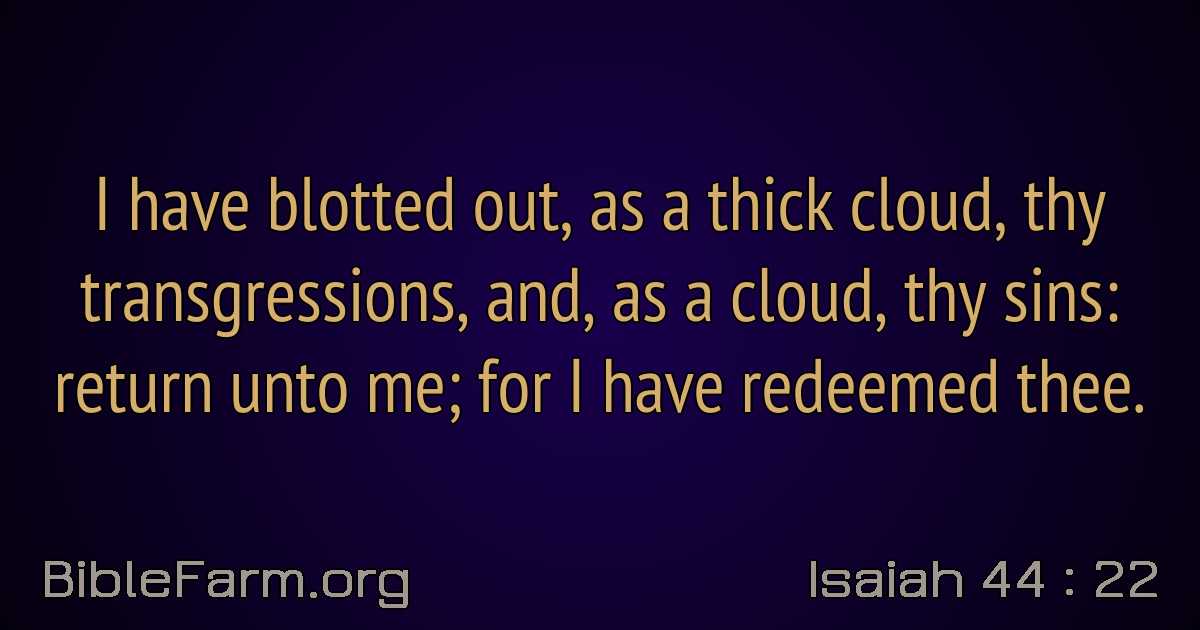 I have blotted out, as a thick cloud, thy
transgressions, and, as a cloud, thy sins:
return unto me; for I have redeemed thee.
BibleFarm.org
Isaiah 44 : 22